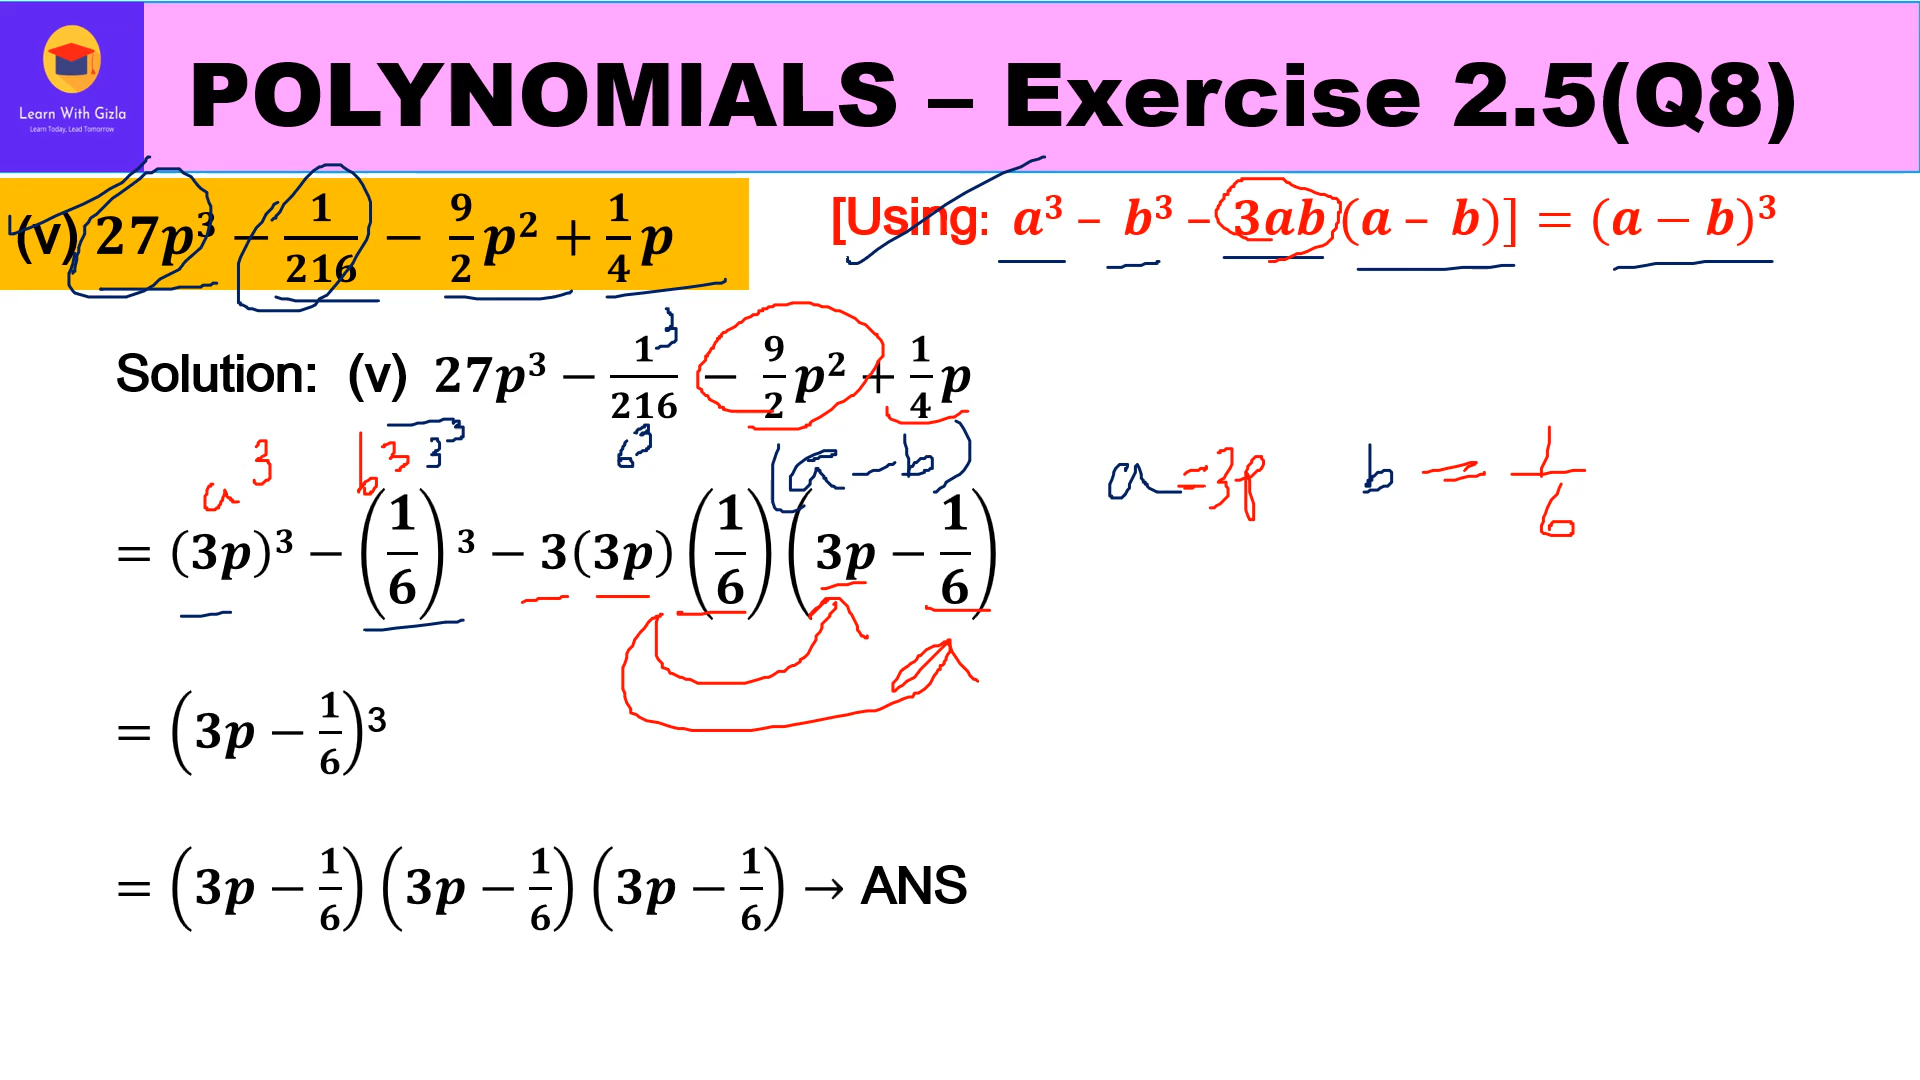 Learn With Gizla
Learn Today, Lead Tomorrow
POLYNOMIALS – Exercise 2.5(Q8)
(v) 27p³ − 1/216 − 9/2 p² + 1/4 p
[Using: a³ – b³ – 3ab(a – b)] = (a − b)³
Solution: (v) 27p³ − 1/216 − 9/2 p² + 1/4 p
3
a³ b³ 3³ 6³ (a − b)
a = 3p b = 1/6
= (3p)³ − (1/6)³ − 3(3p)(1/6)(3p − 1/6)
= (3p − 1/6)³
= (3p − 1/6)(3p − 1/6)(3p − 1/6) → ANS